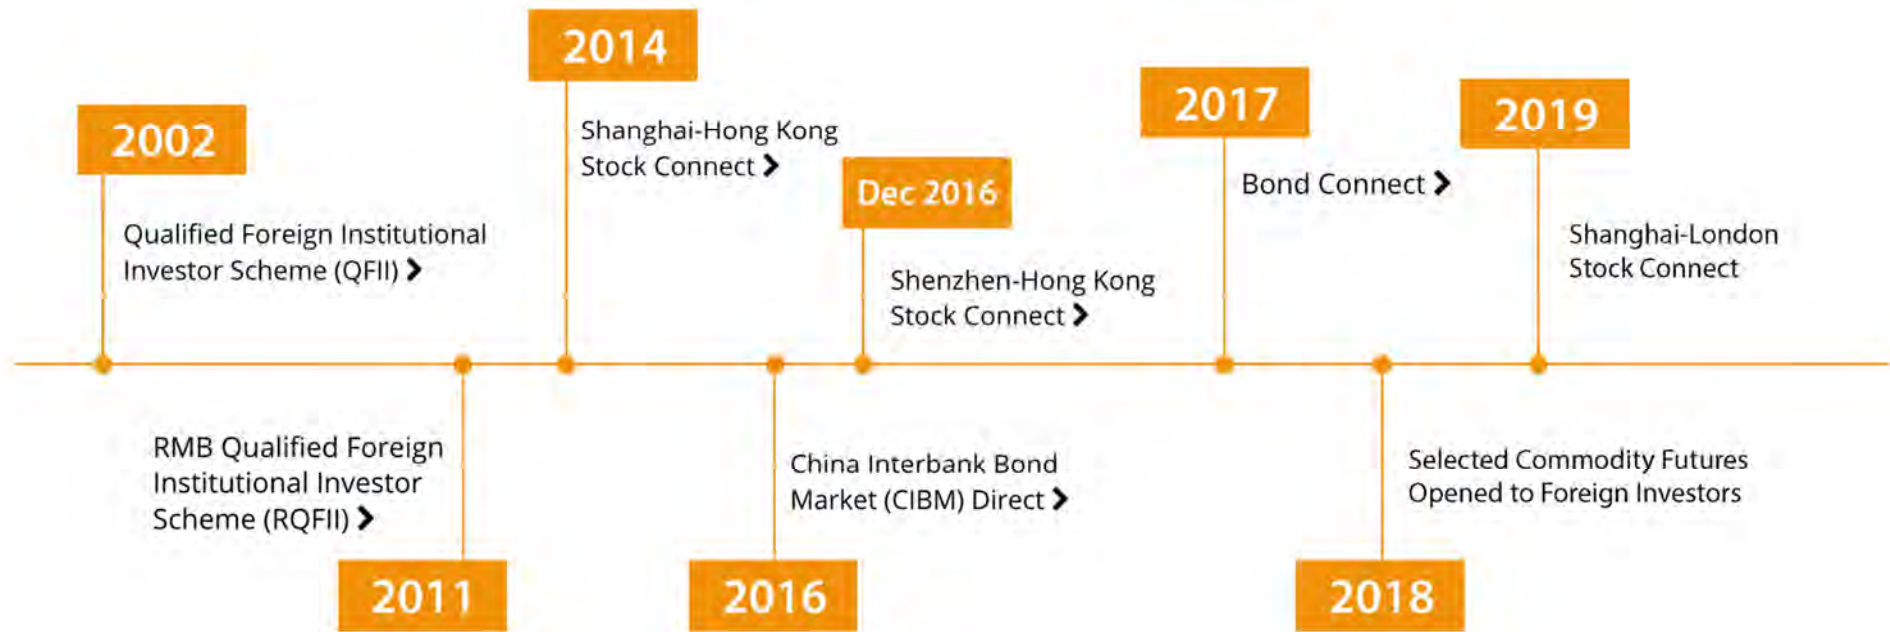 2002
Qualified Foreign Institutional
Investor Scheme (QFII)
RMB Qualified Foreign
Institutional Investor
Scheme (RQFII)
2011
2014
Shanghai-Hong Kong
Stock Connect
China Interbank Bond
Market (CIBM) Direct
2016
Dec 2016
Shenzhen-Hong Kong
Stock Connect
2017
Bond Connect
Selected Commodity Futures
Opened to Foreign Investors
2018
2019
Shanghai-London
Stock Connect